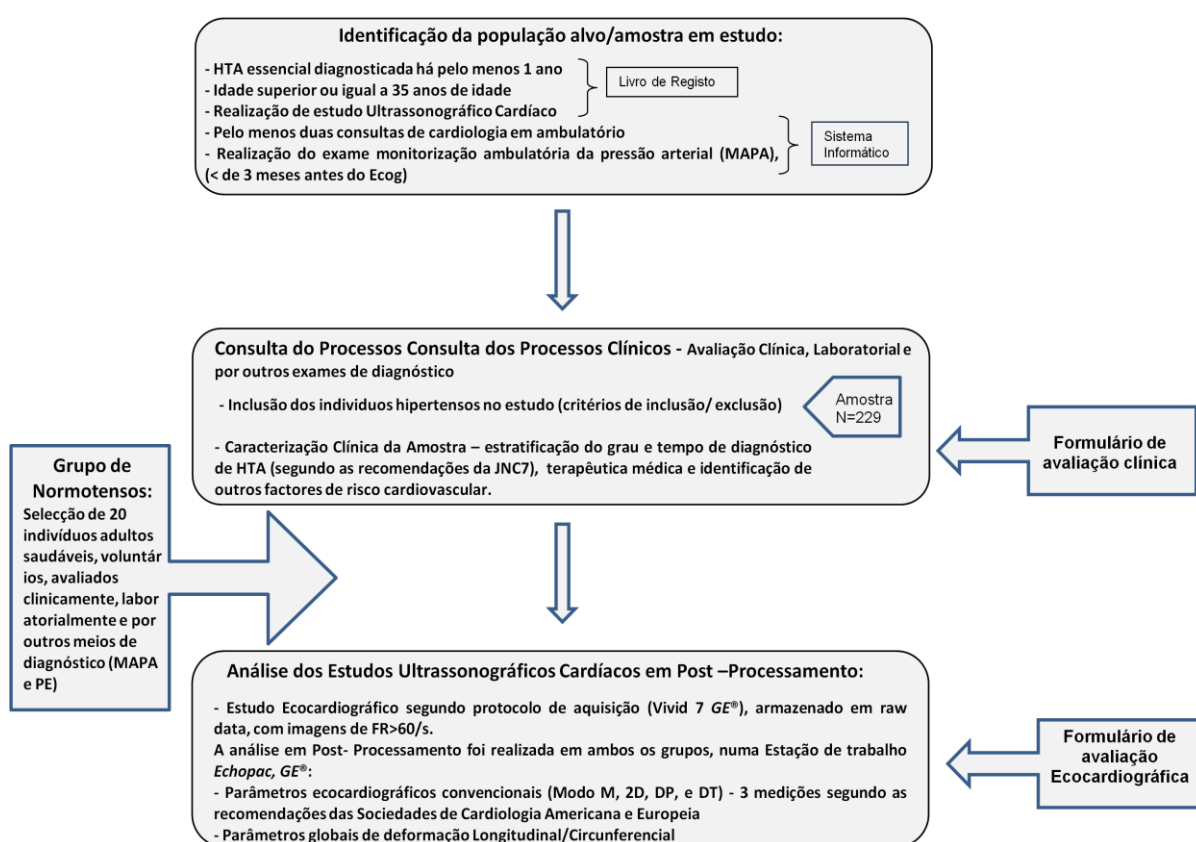 Identificação da população alvo/amostra em estudo:
- HTA essencial diagnosticada há pelo menos 1 ano
- Idade superior ou igual a 35 anos de idade
- Realização de estudo Ultrassonográfico Cardíaco
Livro de Registo
- Pelo menos duas consultas de cardiologia em ambulatório
- Realização do exame monitorização ambulatória da pressão arterial (MAPA),
(< de 3 meses antes do Ecog)
Sistema
Informático
Consulta do Processos Consulta dos Processos Clínicos - Avaliação Clínica, Laboratorial e
por outros exames de diagnóstico
- Inclusão dos individuos hipertensos no estudo (critérios de inclusão/ exclusão)
Amostra
N=229
- Caracterização Clínica da Amostra – estratificação do grau e tempo de diagnóstico
de HTA (segundo as recomendações da JNC7), terapêutica médica e identificação de
outros factores de risco cardiovascular.
Formulário de
avaliação clínica
Grupo de
Normotensos:
Selecção de 20
indivíduos adultos
saudáveis, voluntár
ios, avaliados
clinicamente, labor
atorialmente e por
outros meios de
diagnóstico (MAPA
e PE)
Análise dos Estudos Ultrassonográficos Cardíacos em Post –Processamento:
- Estudo Ecocardiográfico segundo protocolo de aquisição (Vivid 7 GE®), armazenado em raw
data, com imagens de FR>60/s.
A análise em Post- Processamento foi realizada em ambos os grupos, numa Estação de trabalho
Echopac, GE®:
- Parâmetros ecocardiográficos convencionais (Modo M, 2D, DP, e DT) - 3 medições segundo as
recomendações das Sociedades de Cardiologia Americana e Europeia
- Parâmetros globais de deformação Longitudinal/Circunferencial
Formulário de
avaliação
Ecocardiográfica